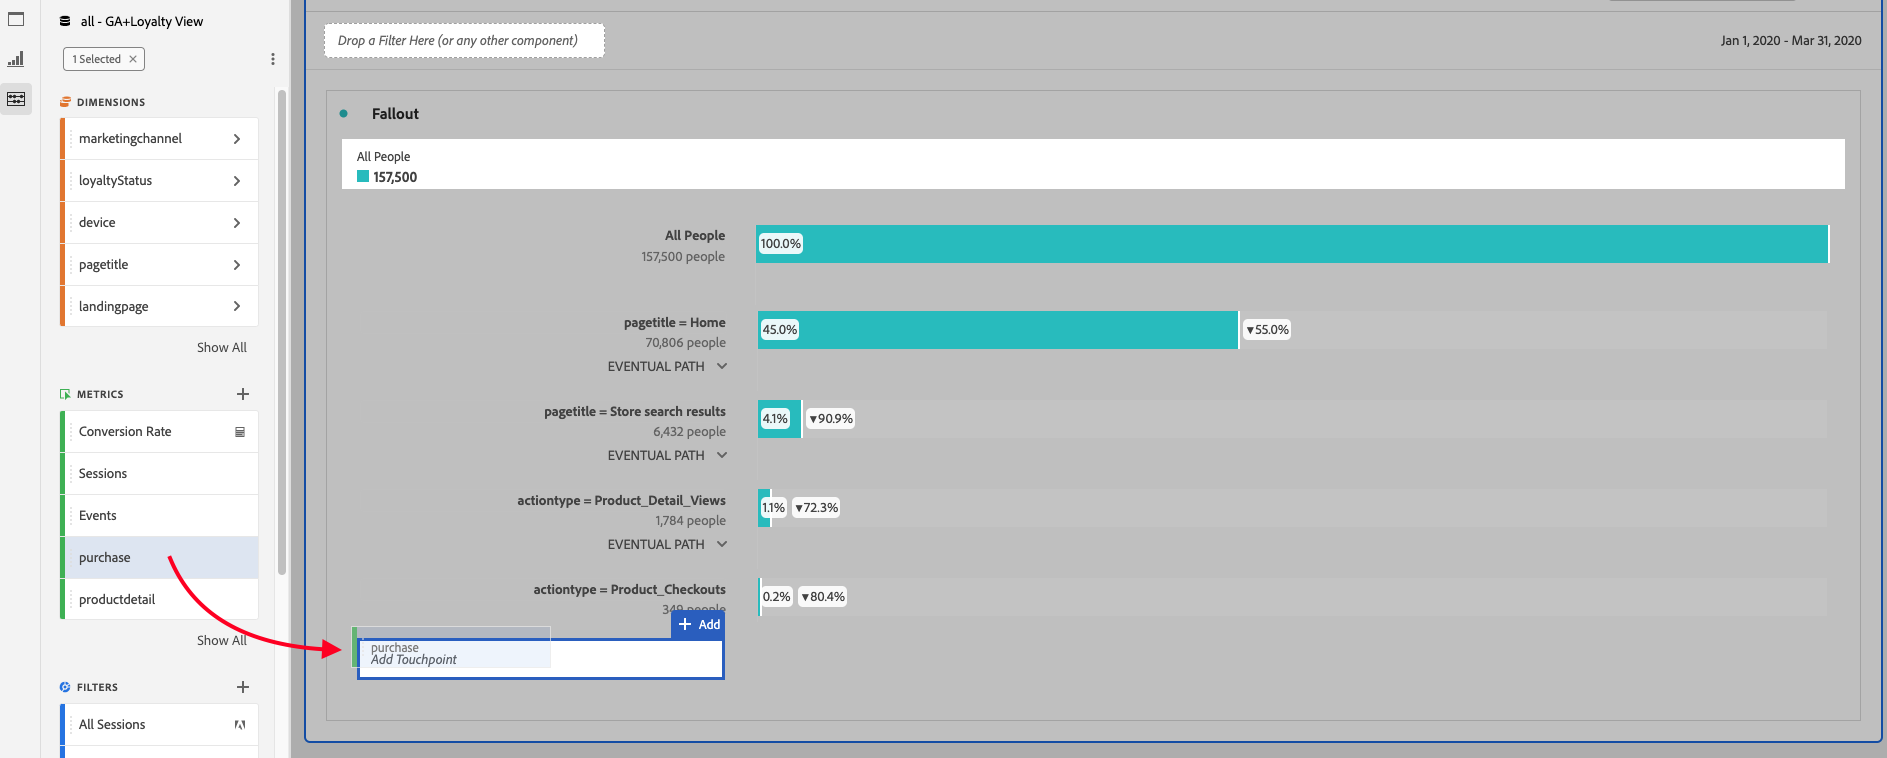 all - GA+Loyalty View
1 Selected ×
DIMENSIONS
marketingchannel
loyaltyStatus
device
pagetitle
landingpage
Show All
METRICS
Conversion Rate
Sessions
Events
purchase
productdetail
Show All
FILTERS
All Sessions
Drop a Filter Here (or any other component)
Jan 1, 2020 - Mar 31, 2020
Fallout
All People
157,500
All People
157,500 people
100.0%
pagetitle = Home
70,806 people
EVENTUAL PATH
45.0% ▼55.0%
pagetitle = Store search results
6,432 people
EVENTUAL PATH
4.1% ▼90.9%
actiontype = Product_Detail_Views
1,784 people
EVENTUAL PATH
1.1% ▼72.3%
actiontype = Product_Checkouts
349 people
0.2% ▼80.4%
+ Add
purchase
Add Touchpoint